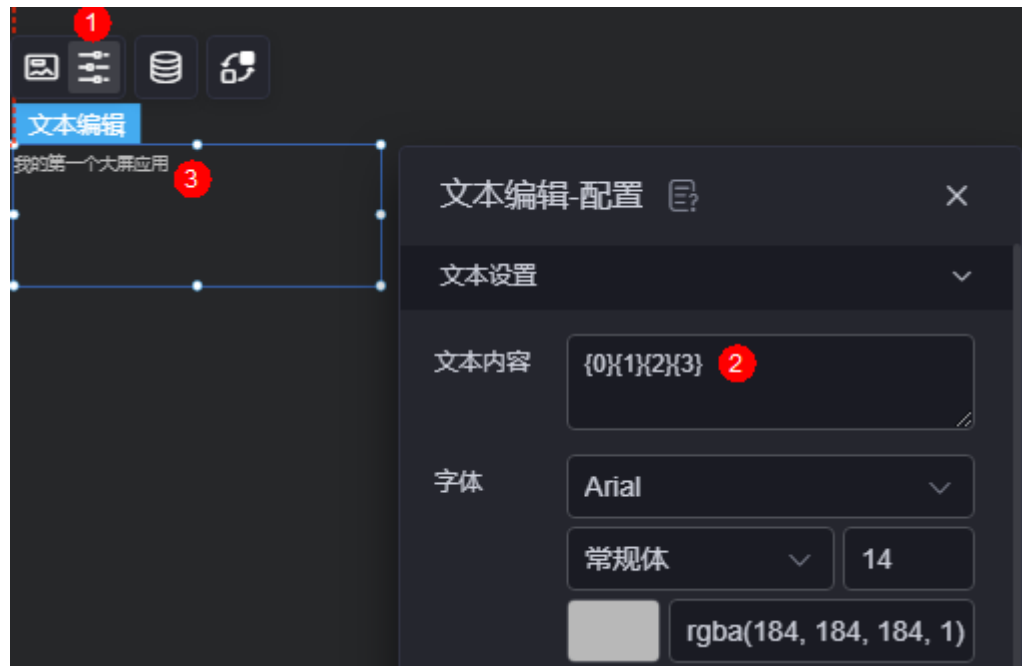 1
文本编辑
我的第一个大屏应用
3
文本编辑-配置
文本设置
文本内容
{0}{1}{2}{3}
2
字体
Arial
常规体
14
rgba(184, 184, 184, 1)